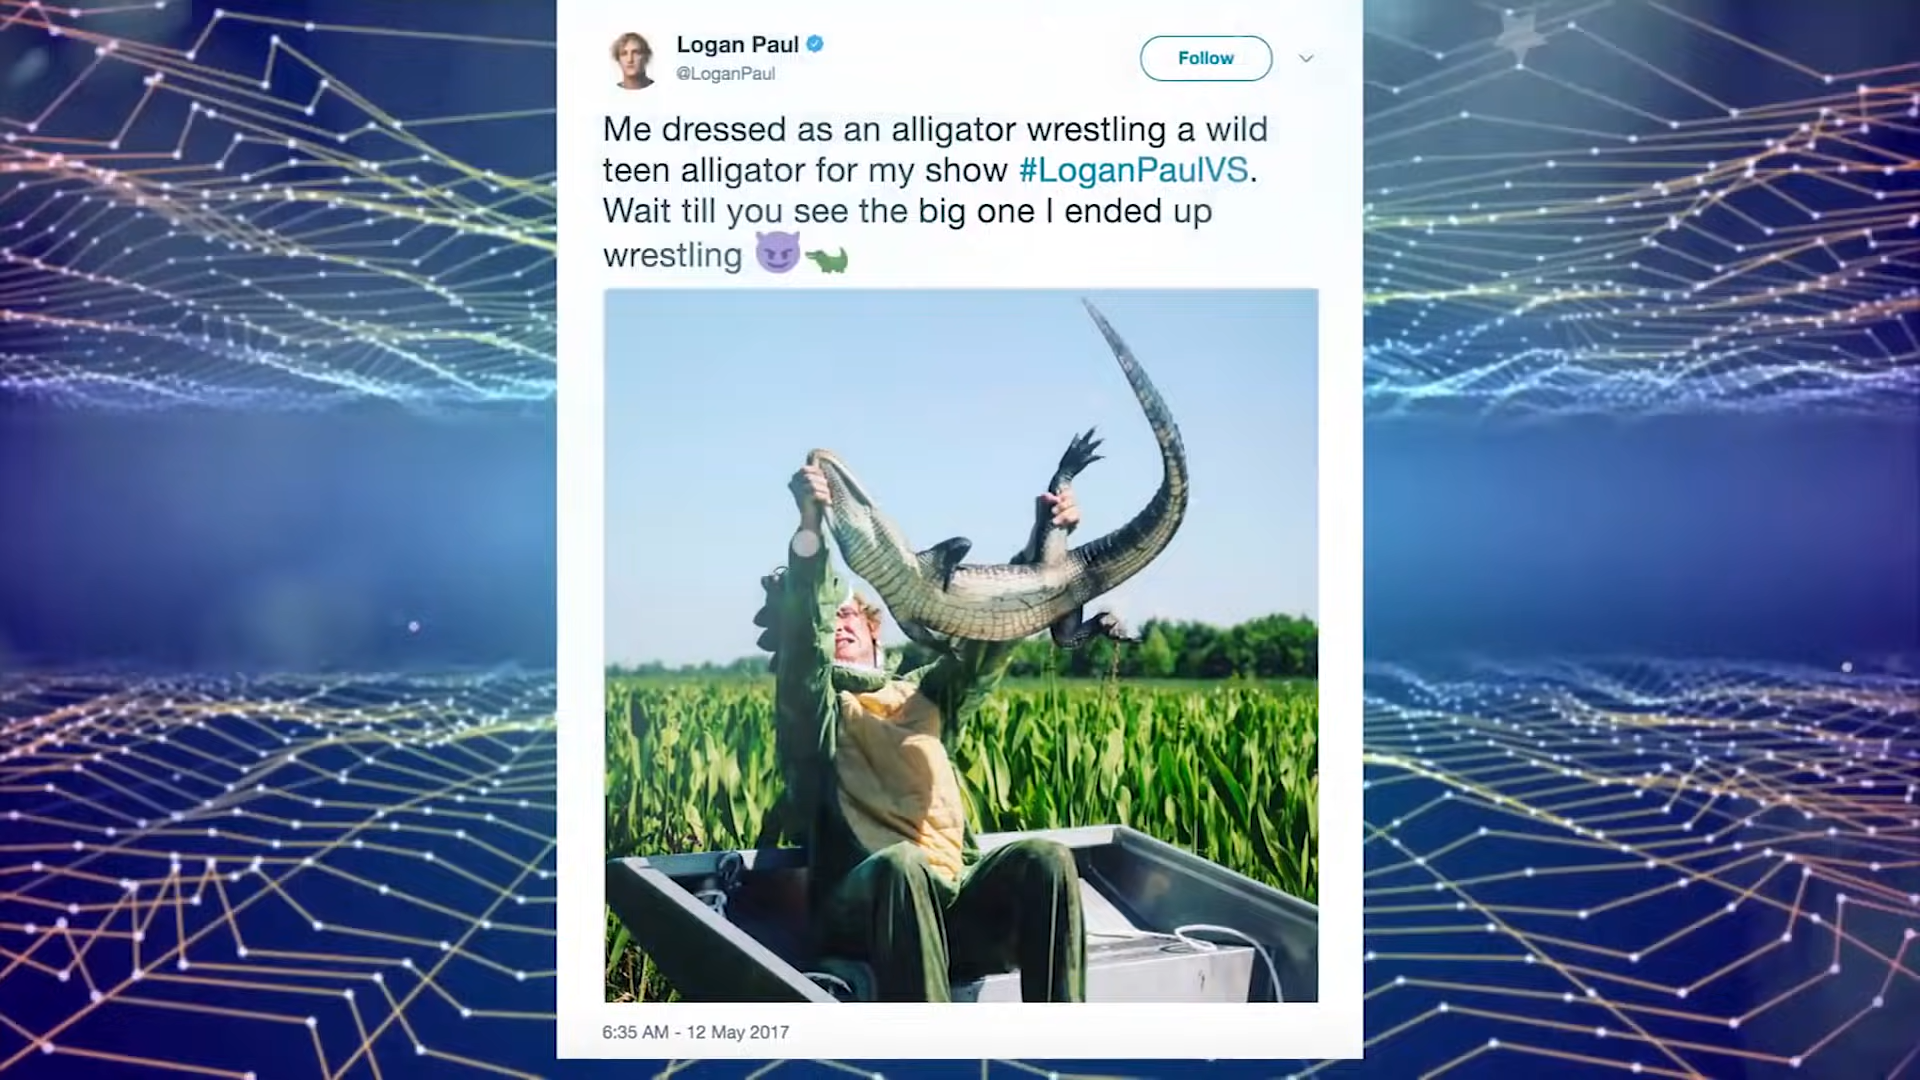 Logan Paul
@LoganPaul
Follow
Me dressed as an alligator wrestling a wild
teen alligator for my show #LoganPaulVS.
Wait till you see the big one I ended up
wrestling 😈🐊
6:35 AM - 12 May 2017